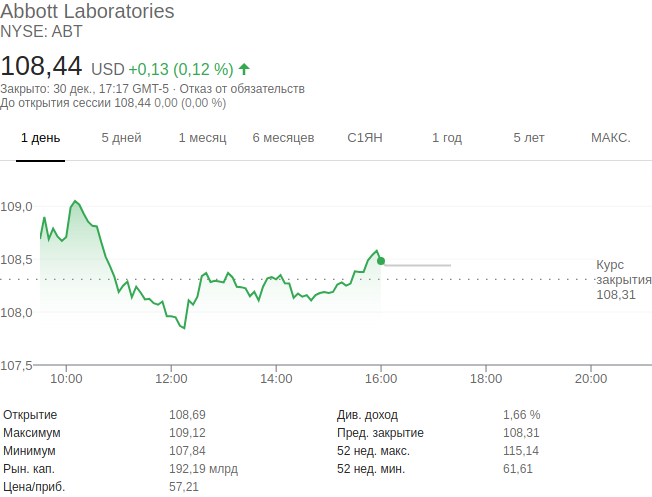 Abbott Laboratories
NYSE: ABT
108,44 USD +0,13 (0,12 %)
Закрыто: 30 дек., 17:17 GMT-5 · Отказ от обязательств
До открытия сессии 108,44 0,00 (0,00 %)
1 день 5 дней 1 месяц 6 месяцев С1ЯН 1 год 5 лет МАКС.
109,0
108,5
Курс
закрытия
108,31
108,0
107,5
10:00 12:00 14:00 16:00 18:00 20:00
Открытие 108,69 Див. доход 1,66 %
Максимум 109,12 Пред. закрытие 108,31
Минимум 107,84 52 нед. макс. 115,14
Рын. кап. 192,19 млрд 52 нед. мин. 61,61
Цена/приб. 57,21